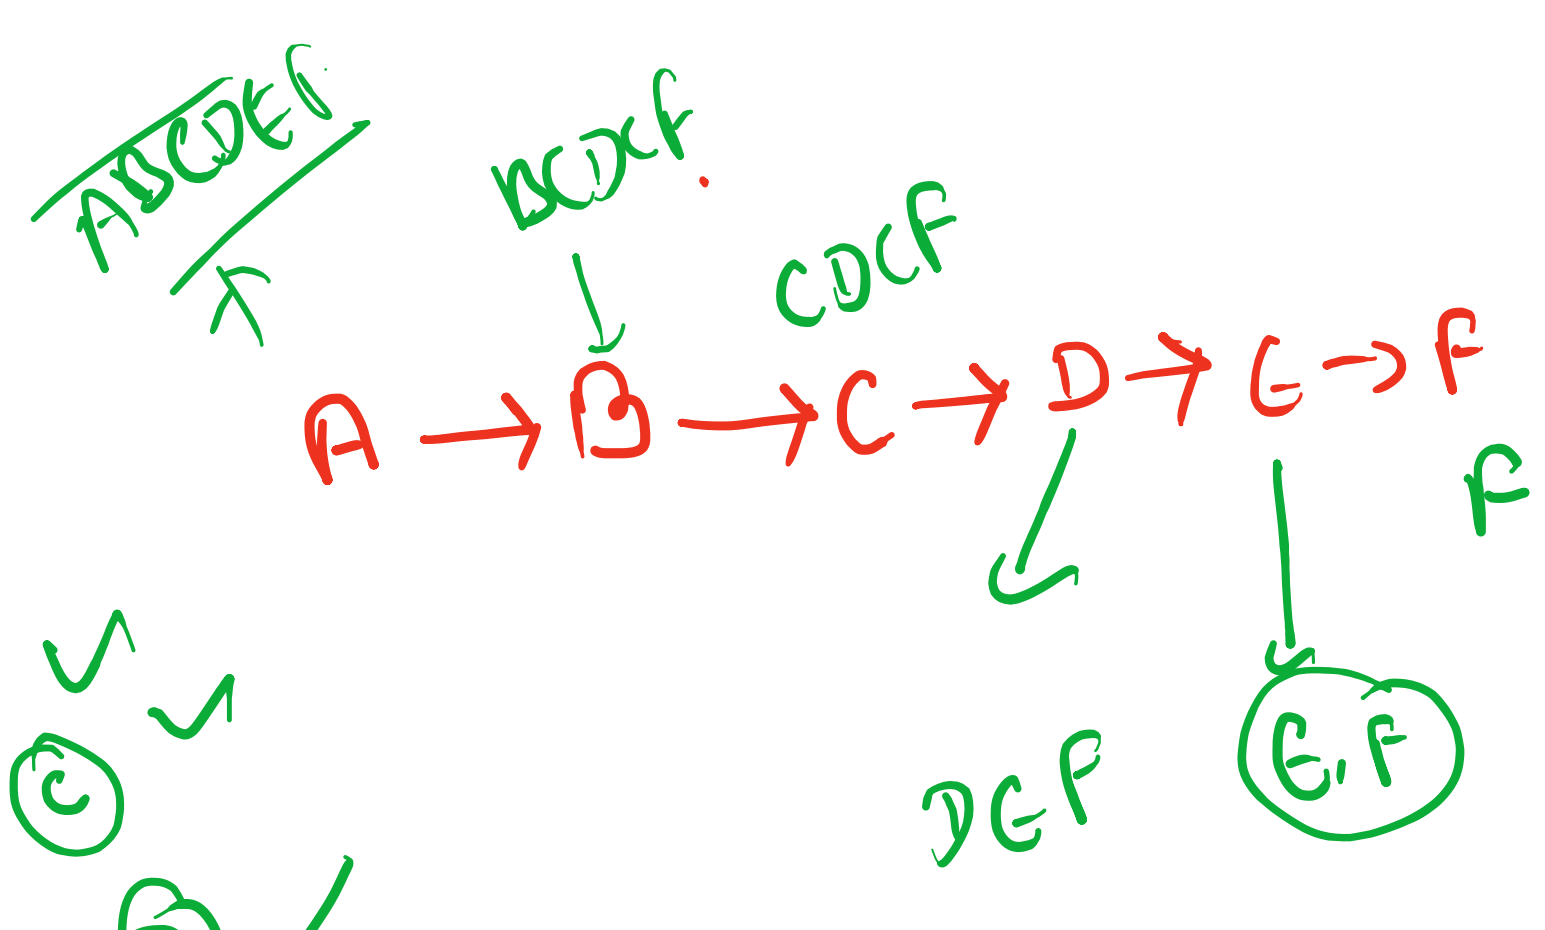 ABCDEF
BCDEF
CDEF
A → B → C → D → E → F
F
C
DEF
E, F